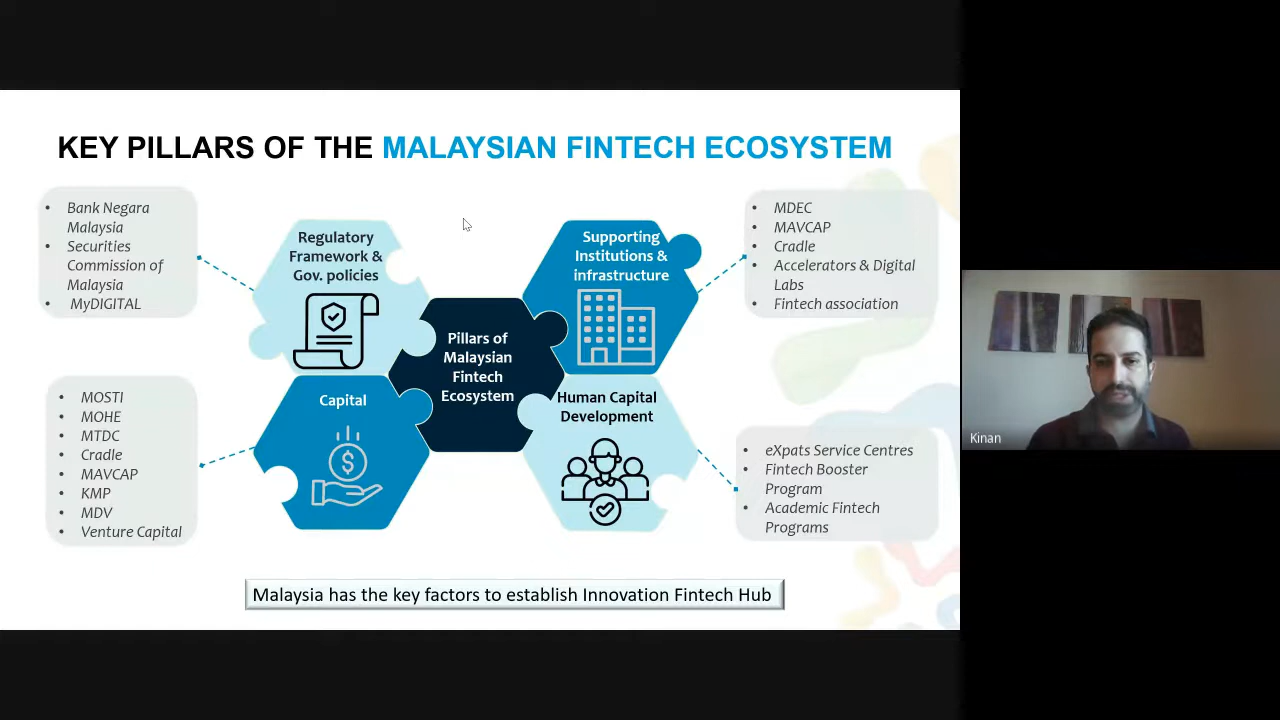 KEY PILLARS OF THE MALAYSIAN FINTECH ECOSYSTEM
• Bank Negara
Malaysia
• Securities
Commission of
Malaysia
• MyDIGITAL
Regulatory
Framework &
Gov. policies
Supporting
Institutions &
infrastructure
• MDEC
• MAVCAP
• Cradle
• Accelerators & Digital
Labs
• Fintech association
Pillars of
Malaysian
Fintech
Ecosystem
• MOSTI
• MOHE
• MTDC
• Cradle
• MAVCAP
• KMP
• MDV
• Venture Capital
Capital
Human Capital
Development
• eXpats Service Centres
• Fintech Booster
Program
• Academic Fintech
Programs
Malaysia has the key factors to establish Innovation Fintech Hub
Kinan